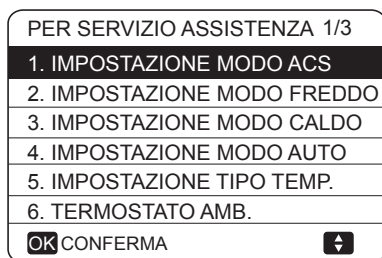 PER SERVIZIO ASSISTENZA 1/3
1. IMPOSTAZIONE MODO ACS
2. IMPOSTAZIONE MODO FREDDO
3. IMPOSTAZIONE MODO CALDO
4. IMPOSTAZIONE MODO AUTO
5. IMPOSTAZIONE TIPO TEMP.
6. TERMOSTATO AMB.
OK CONFERMA